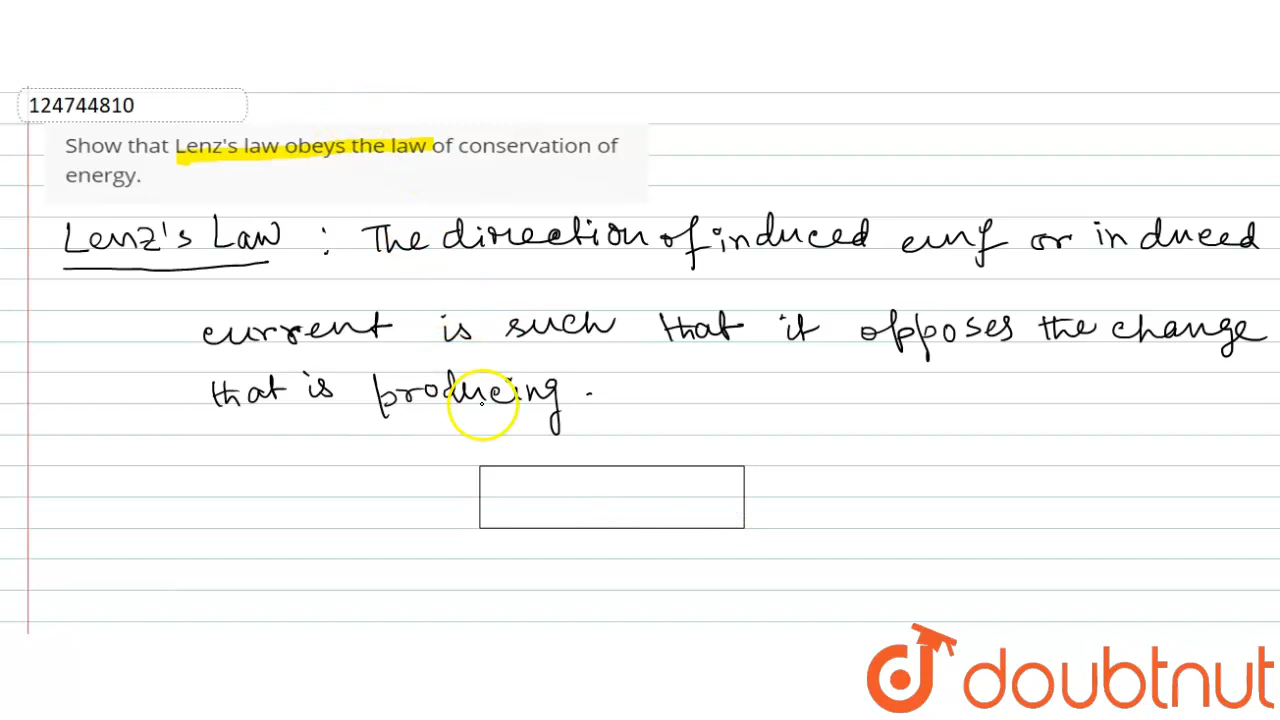 124744810
Show that Lenz's law obeys the law of conservation of
energy.
Lenz's Law : The direction of induced emf or induced
current is such that it opposes the change
that is producing.
doubtnut